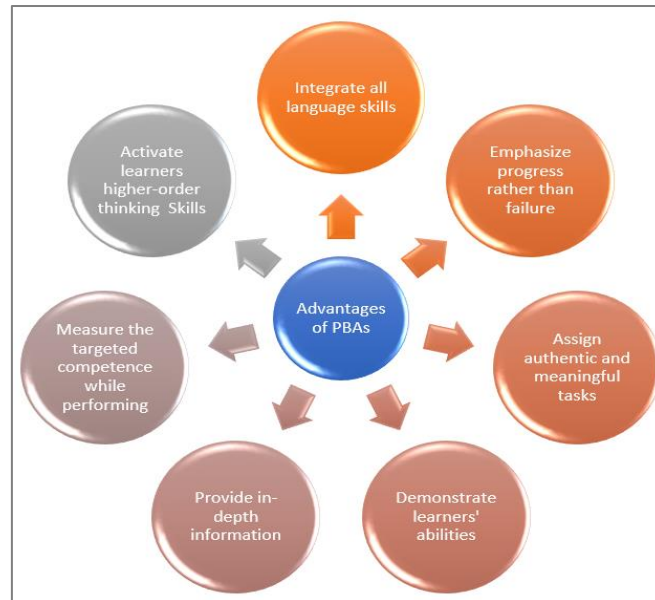 Integrate all
language skills
Emphasize
progress rather
than failure
Assign
authentic and
meaningful
tasks
Demonstrate
learners'
abilities
Provide in-
depth
information
Measure the
targeted
competence
while
performing
Activate
learners
higher-order
thinking Skills
Advantages
of PBAs